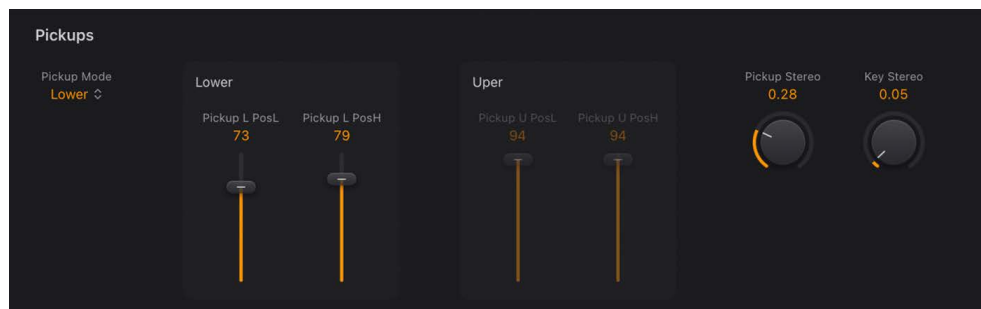 Pickups
Pickup Mode
Lower
Lower
Pickup L PosL
73
Pickup L PosH
79
Uper
Pickup U PosL
94
Pickup U PosH
94
Pickup Stereo
0.28
Key Stereo
0.05